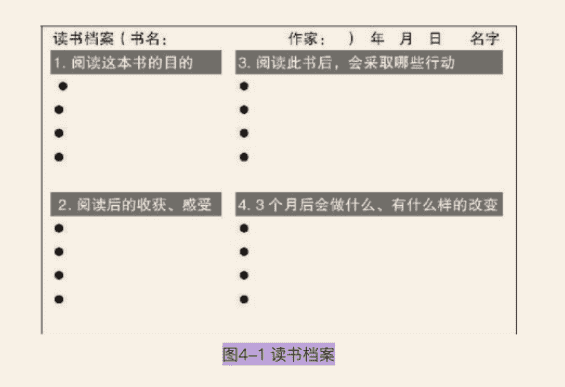 读书档案（书名：　　　　作家：　）　年　月　日　　名字
1. 阅读这本书的目的
3. 阅读此书后，会采取哪些行动
2. 阅读后的收获、感受
4. 3个月后会做什么、有什么样的改变
图4-1 读书档案